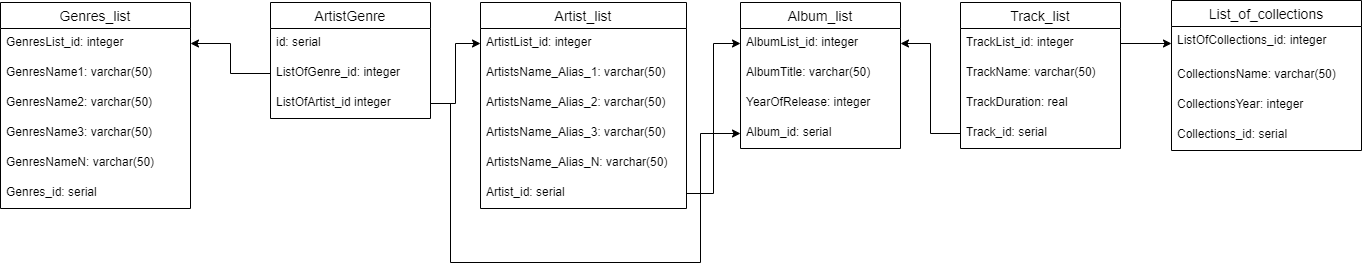 Genres_list
GenresList_id: integer
GenresName1: varchar(50)
GenresName2: varchar(50)
GenresName3: varchar(50)
GenresNameN: varchar(50)
Genres_id: serial
ArtistGenre
id: serial
ListOfGenre_id: integer
ListOfArtist_id integer
Artist_list
ArtistList_id: integer
ArtistsName_Alias_1: varchar(50)
ArtistsName_Alias_2: varchar(50)
ArtistsName_Alias_3: varchar(50)
ArtistsName_Alias_N: varchar(50)
Artist_id: serial
Album_list
AlbumList_id: integer
AlbumTitle: varchar(50)
YearOfRelease: integer
Album_id: serial
Track_list
TrackList_id: integer
TrackName: varchar(50)
TrackDuration: real
Track_id: serial
List_of_collections
ListOfCollections_id: integer
CollectionsName: varchar(50)
CollectionsYear: integer
Collections_id: serial